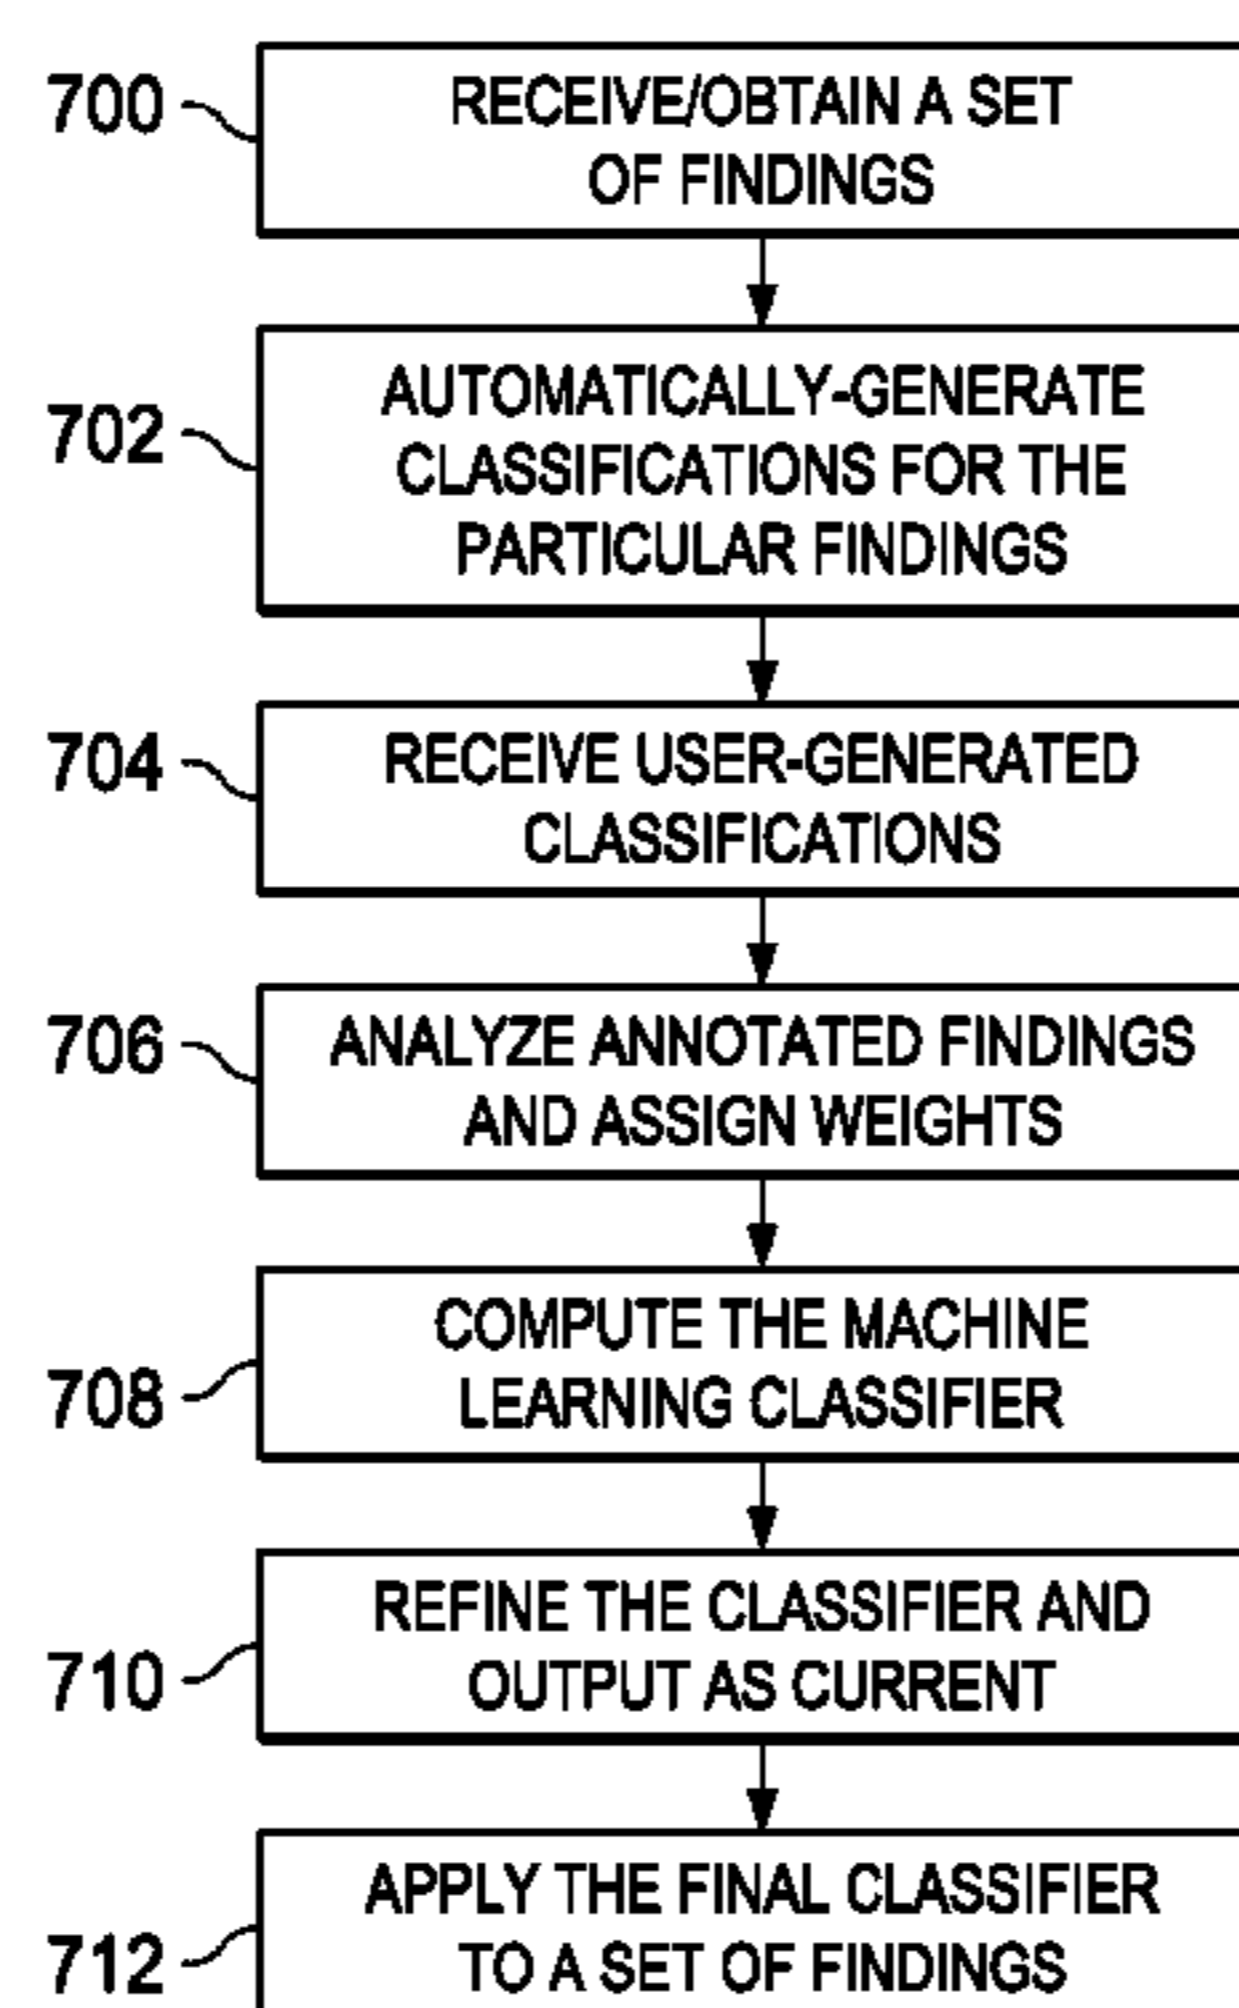 700
RECEIVE/OBTAIN A SET
OF FINDINGS
702
AUTOMATICALLY-GENERATE
CLASSIFICATIONS FOR THE
PARTICULAR FINDINGS
704
RECEIVE USER-GENERATED
CLASSIFICATIONS
706
ANALYZE ANNOTATED FINDINGS
AND ASSIGN WEIGHTS
708
COMPUTE THE MACHINE
LEARNING CLASSIFIER
710
REFINE THE CLASSIFIER AND
OUTPUT AS CURRENT
712
APPLY THE FINAL CLASSIFIER
TO A SET OF FINDINGS